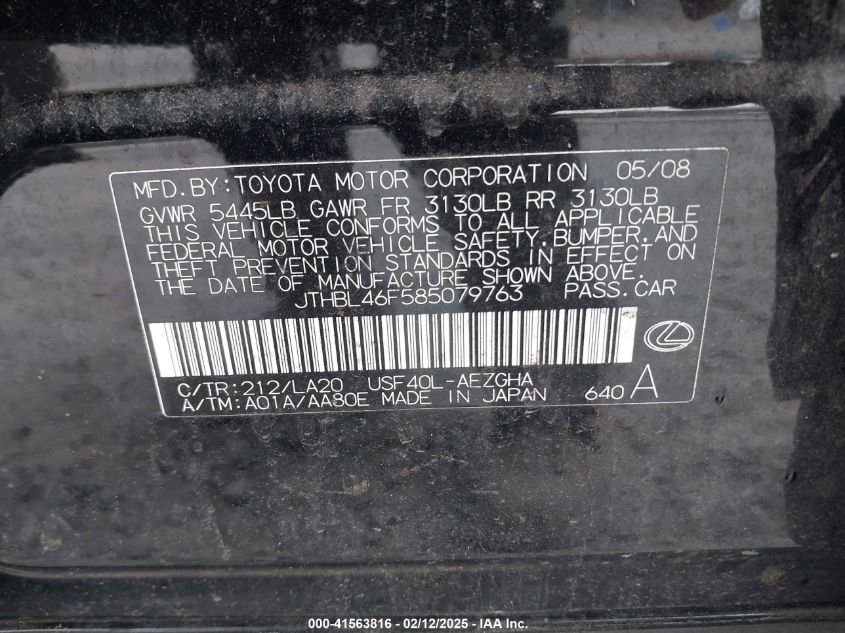 MFD. BY: TOYOTA MOTOR CORPORATION 05/08
GVWR 5445LB GAWR FR 3130LB RR 3130LB
THIS VEHICLE CONFORMS TO ALL APPLICABLE
FEDERAL MOTOR VEHICLE SAFETY, BUMPER, AND
THEFT PREVENTION STANDARDS IN EFFECT ON
THE DATE OF MANUFACTURE SHOWN ABOVE.
JTHBL46F585079763 PASS. CAR
C/TR: 212/LA20 USF40L-AEZGHA
A/TM: A01A/AA80E MADE IN JAPAN 640 A
000-41563816 - 02/12/2025 - IAA Inc.